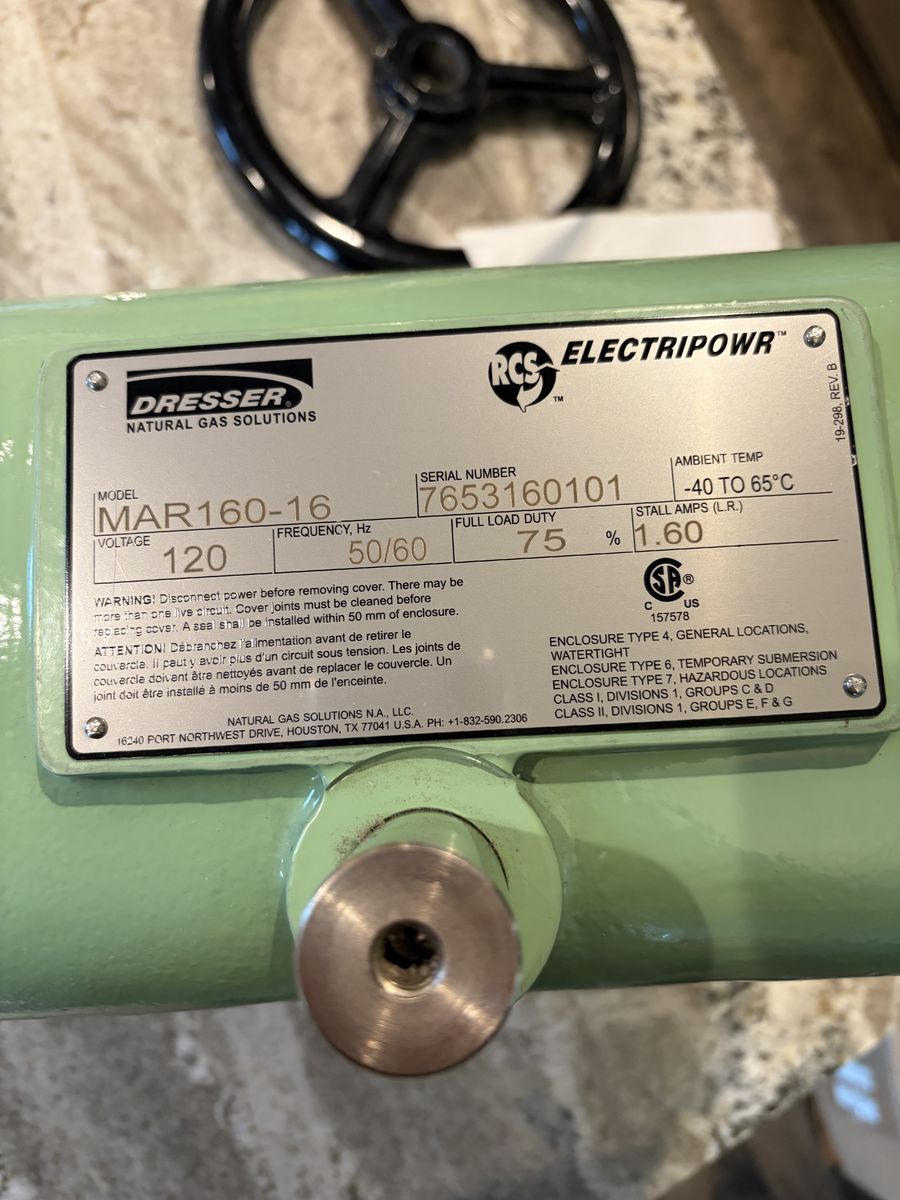 DRESSER®
NATURAL GAS SOLUTIONS
RCS™ ELECTRIPOWR™
19-298, REV. B
MODEL
MAR160-16
SERIAL NUMBER
7653160101
AMBIENT TEMP
-40 TO 65°C
VOLTAGE
120
FREQUENCY, Hz
50/60
FULL LOAD DUTY
75 %
STALL AMPS (L.R.)
1.60
WARNING! Disconnect power before removing cover. There may be
more than one live circuit. Cover joints must be cleaned before
replacing cover. A seal shall be installed within 50 mm of enclosure.
ATTENTION! Débranchez l'alimentation avant de retirer le
couvercle. Il peut y avoir plus d'un circuit sous tension. Les joints de
couvercle doivent être nettoyés avant de replacer le couvercle. Un
joint doit être installé à moins de 50 mm de l'enceinte.
SA®
C US
157578
ENCLOSURE TYPE 4, GENERAL LOCATIONS,
WATERTIGHT
ENCLOSURE TYPE 6, TEMPORARY SUBMERSION
ENCLOSURE TYPE 7, HAZARDOUS LOCATIONS
CLASS I, DIVISIONS 1, GROUPS C & D
CLASS II, DIVISIONS 1, GROUPS E, F & G
NATURAL GAS SOLUTIONS N.A., LLC.
16240 PORT NORTHWEST DRIVE, HOUSTON, TX 77041 U.S.A. PH: +1-832-590.2306